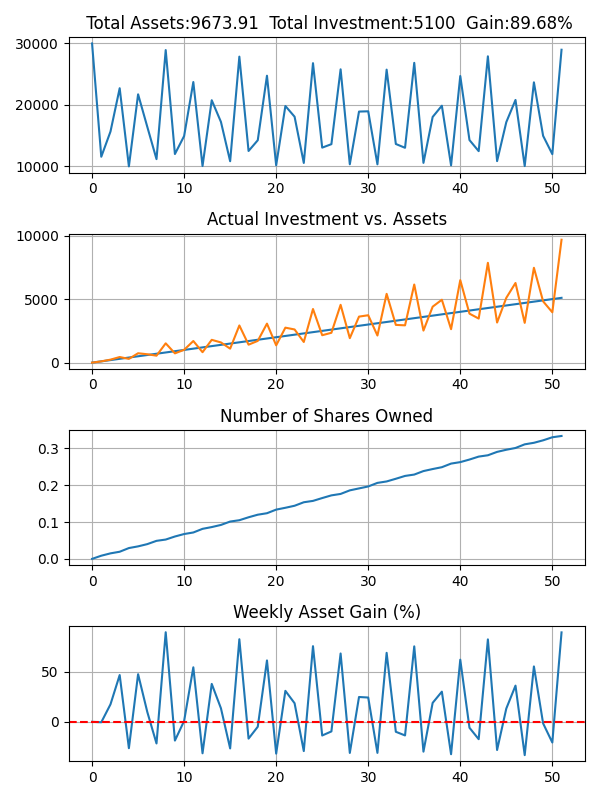 Total Assets:9673.91  Total Investment:5100  Gain:89.68%
30000
20000
10000
0 10 20 30 40 50
Actual Investment vs. Assets
10000
5000
0
0 10 20 30 40 50
Number of Shares Owned
0.3
0.2
0.1
0.0
0 10 20 30 40 50
Weekly Asset Gain (%)
50
0
0 10 20 30 40 50